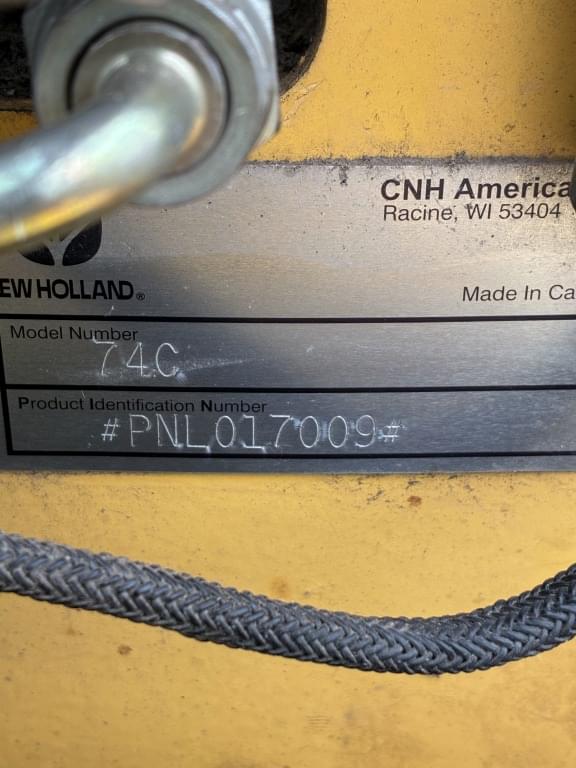 CNH America
Racine, WI 53404
EW HOLLAND®
Made In Ca
Model Number
74C
Product Identification Number
#PNL017009#